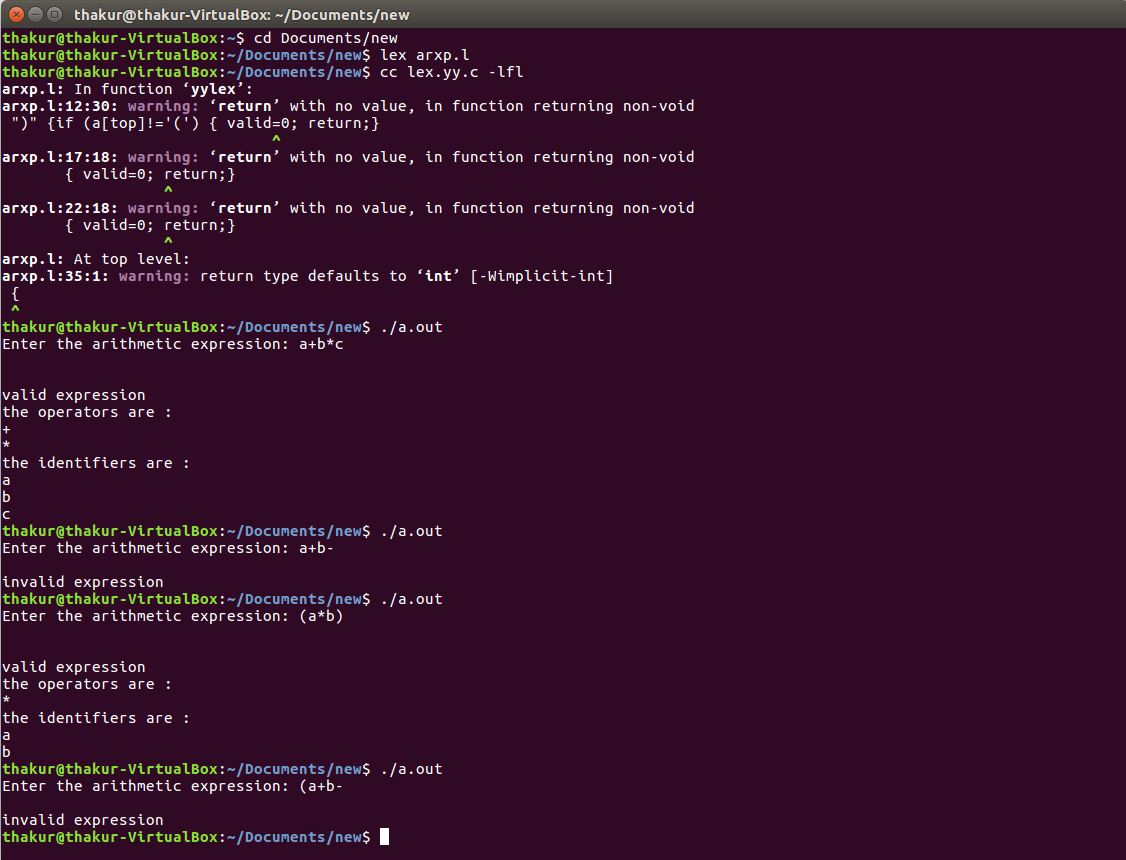 thakur@thakur-VirtualBox: ~/Documents/new
thakur@thakur-VirtualBox:~$ cd Documents/new
thakur@thakur-VirtualBox:~/Documents/new$ lex arxp.l
thakur@thakur-VirtualBox:~/Documents/new$ cc lex.yy.c -lfl
arxp.l: In function ‘yylex’:
arxp.l:12:30: warning: ‘return’ with no value, in function returning non-void
 ")" {if (a[top]!='(') { valid=0; return;}
                              ^
arxp.l:17:18: warning: ‘return’ with no value, in function returning non-void
       { valid=0; return;}
                  ^
arxp.l:22:18: warning: ‘return’ with no value, in function returning non-void
       { valid=0; return;}
                  ^
arxp.l: At top level:
arxp.l:35:1: warning: return type defaults to ‘int’ [-Wimplicit-int]
 {
 ^
thakur@thakur-VirtualBox:~/Documents/new$ ./a.out
Enter the arithmetic expression: a+b*c
valid expression
the operators are :
+
*
the identifiers are :
a
b
c
thakur@thakur-VirtualBox:~/Documents/new$ ./a.out
Enter the arithmetic expression: a+b-
invalid expression
thakur@thakur-VirtualBox:~/Documents/new$ ./a.out
Enter the arithmetic expression: (a*b)
valid expression
the operators are :
*
the identifiers are :
a
b
thakur@thakur-VirtualBox:~/Documents/new$ ./a.out
Enter the arithmetic expression: (a+b-
invalid expression
thakur@thakur-VirtualBox:~/Documents/new$